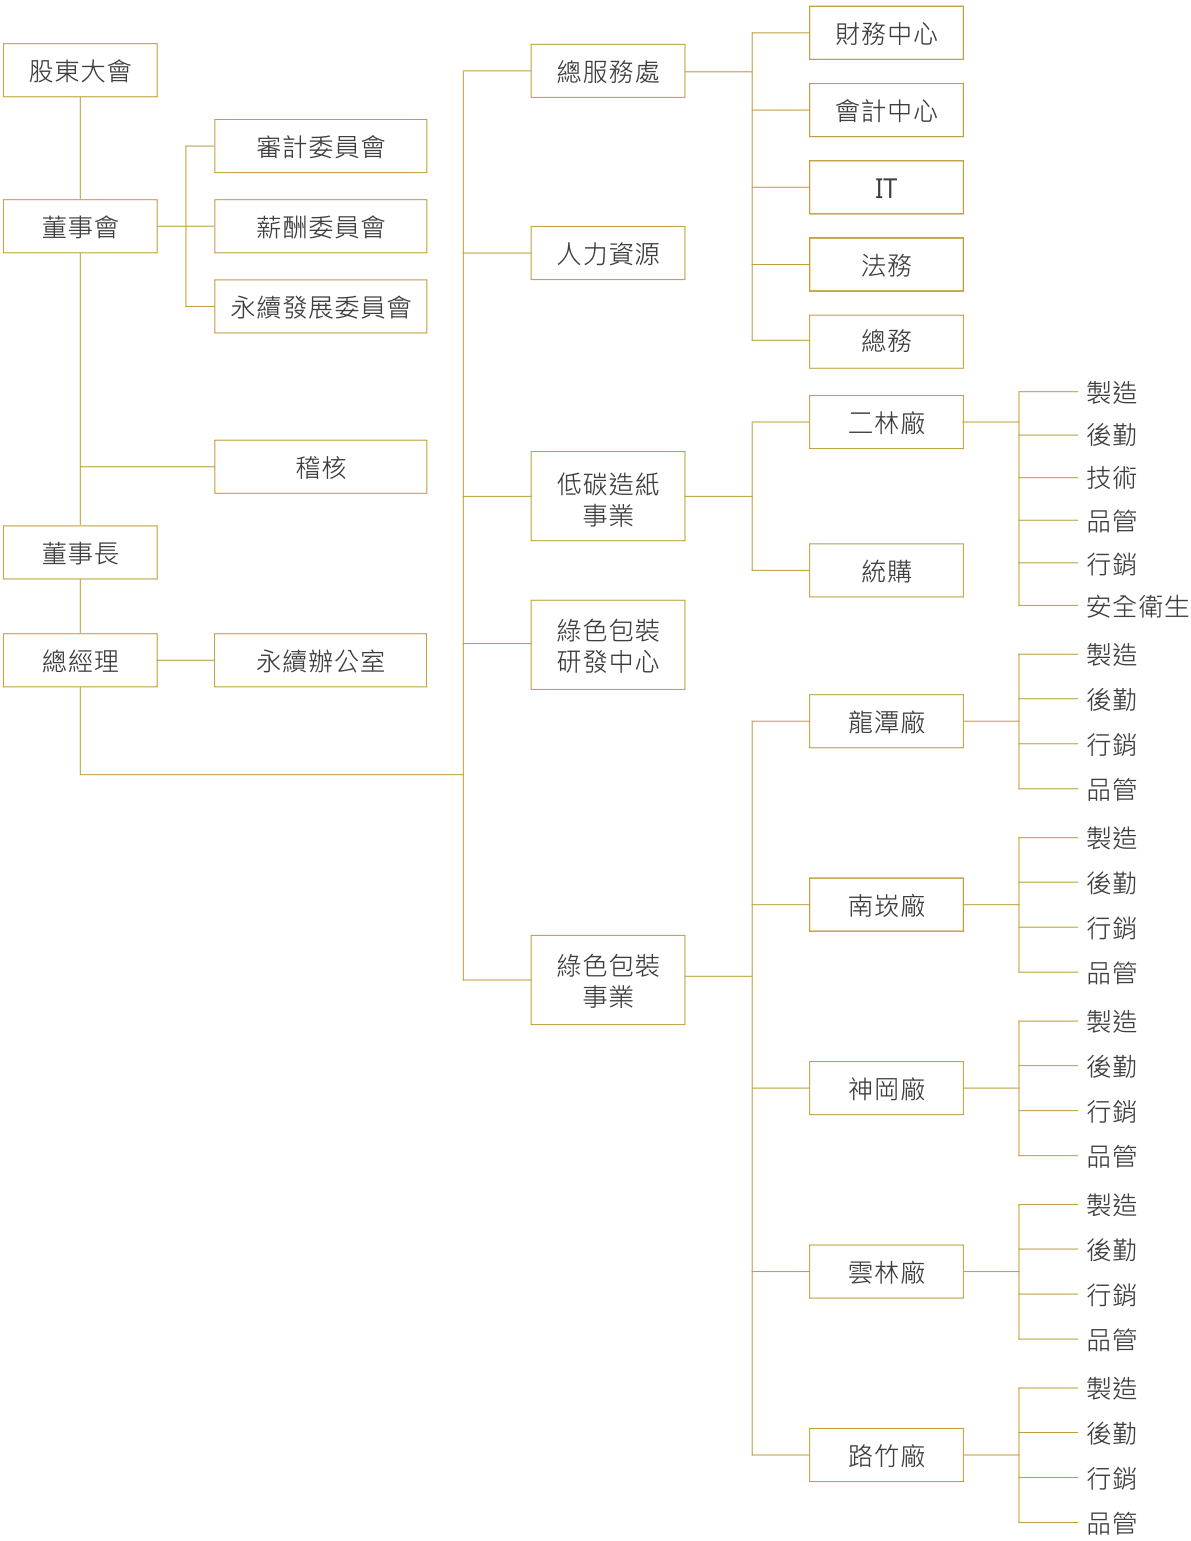 股東大會
董事會
審計委員會
薪酬委員會
永續發展委員會
稽核
董事長
總經理
永續辦公室
總服務處
財務中心
會計中心
IT
法務
總務
人力資源
低碳造紙
事業
二林廠
製造
後勤
技術
品管
行銷
安全衛生
統購
綠色包裝
研發中心
綠色包裝
事業
龍潭廠
製造
後勤
行銷
品管
南崁廠
製造
後勤
行銷
品管
神岡廠
製造
後勤
行銷
品管
雲林廠
製造
後勤
行銷
品管
路竹廠
製造
後勤
行銷
品管